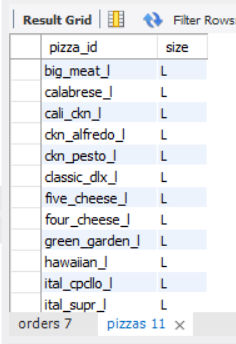 Result Grid Filter Rows:
pizza_id size
big_meat_l L
calabrese_l L
cali_ckn_l L
ckn_alfredo_l L
ckn_pesto_l L
classic_dlx_l L
five_cheese_l L
four_cheese_l L
green_garden_l L
hawaiian_l L
ital_cpcllo_l L
ital_supr_l L
orders 7 pizzas 11